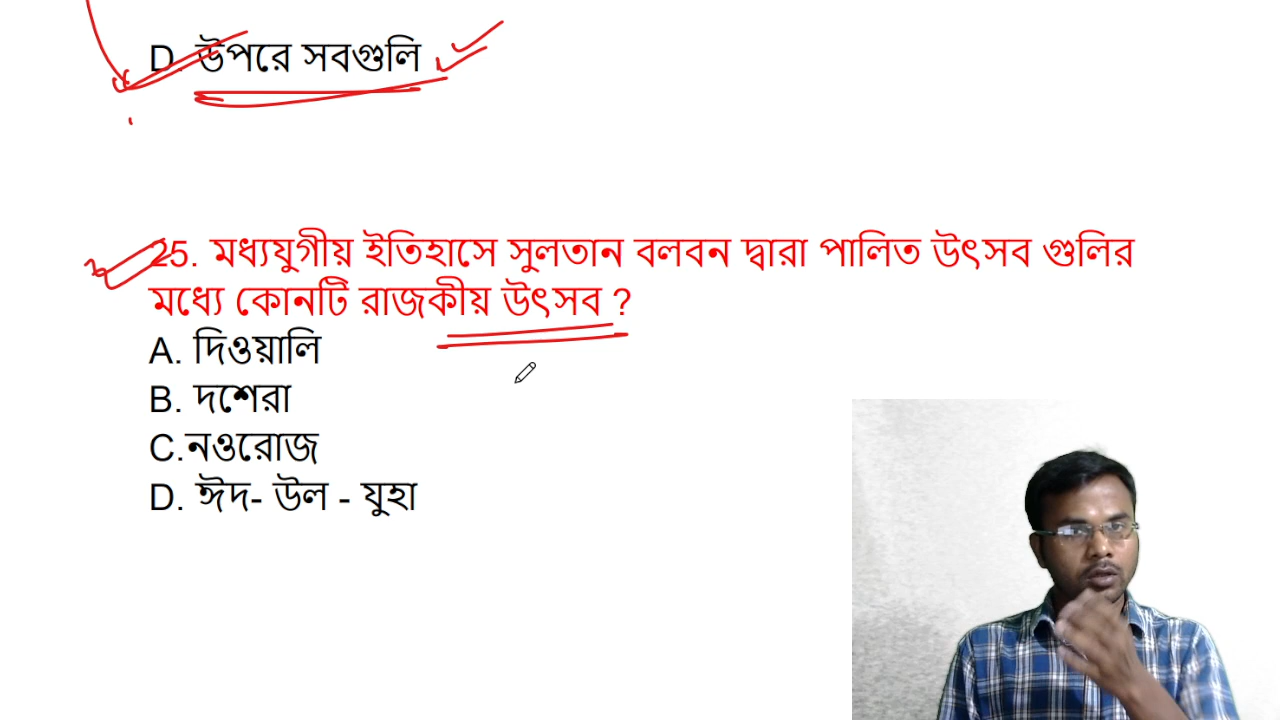 D. উপরে সবগুলি
25. মধ্যযুগীয় ইতিহাসে সুলতান বলবন দ্বারা পালিত উৎসব গুলির
মধ্যে কোনটি রাজকীয় উৎসব ?
A. দিওয়ালি
B. দশেরা
C.নওরোজ
D. ঈদ- উল - যুহা